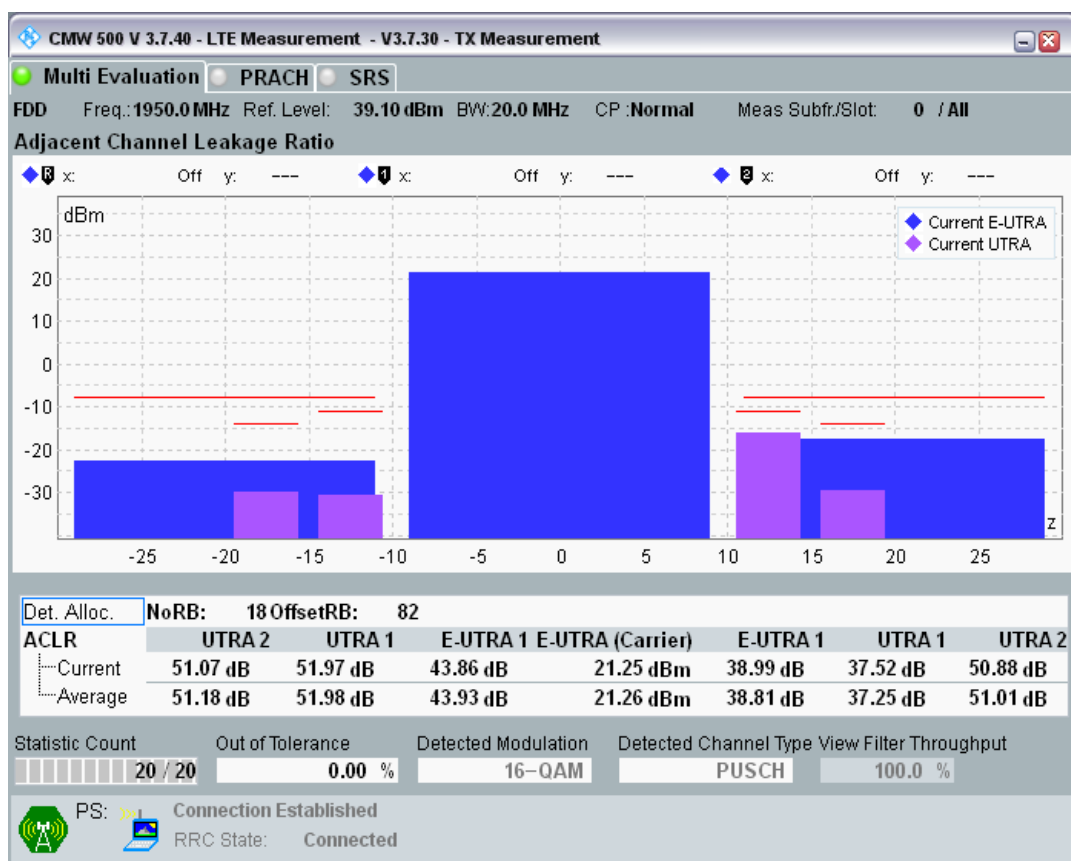 CMW 500 V 3.7.40 - LTE Measurement - V3.7.30 - TX Measurement
Multi Evaluation PRACH SRS
FDD Freq.: 1950.0 MHz Ref. Level: 39.10 dBm BW: 20.0 MHz CP : Normal Meas Subfr./Slot: 0 / All
Adjacent Channel Leakage Ratio
R x: Off y: --- 1 x: Off y: --- 2 x: Off y: ---
dBm
Current E-UTRA
Current UTRA
30
20
10
0
-10
-20
-30
z
-25 -20 -15 -10 -5 0 5 10 15 20 25
Det. Alloc. NoRB: 18 OffsetRB: 82
ACLR UTRA 2 UTRA 1 E-UTRA 1 E-UTRA (Carrier) E-UTRA 1 UTRA 1 UTRA 2
Current 51.07 dB 51.97 dB 43.86 dB 21.25 dBm 38.99 dB 37.52 dB 50.88 dB
Average 51.18 dB 51.98 dB 43.93 dB 21.26 dBm 38.81 dB 37.25 dB 51.01 dB
Statistic Count Out of Tolerance Detected Modulation Detected Channel Type View Filter Throughput
20 / 20 0.00 % 16-QAM PUSCH 100.0 %
PS: Connection Established
RRC State: Connected